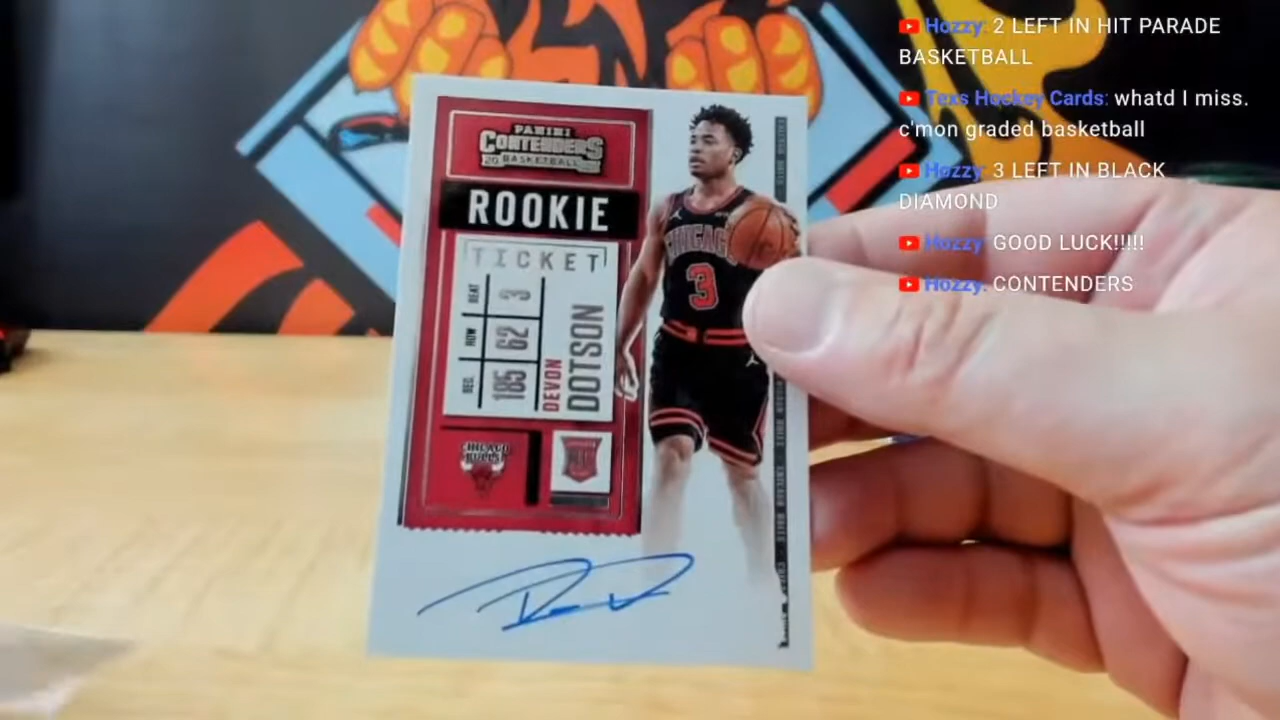 PANINI
CONTENDERS
20 BASKETBALL
ROOKIE
TICKET
SEAT 3
ROW 62
SEC. 185
DEVON
DOTSON
CHICAGO
BULLS
CHICAGO
3
Hozzy: 2 LEFT IN HIT PARADE
BASKETBALL
Texs Hockey Cards: whatd I miss.
c'mon graded basketball
Hozzy: 3 LEFT IN BLACK
DIAMOND
Hozzy: GOOD LUCK!!!!!
Hozzy: CONTENDERS